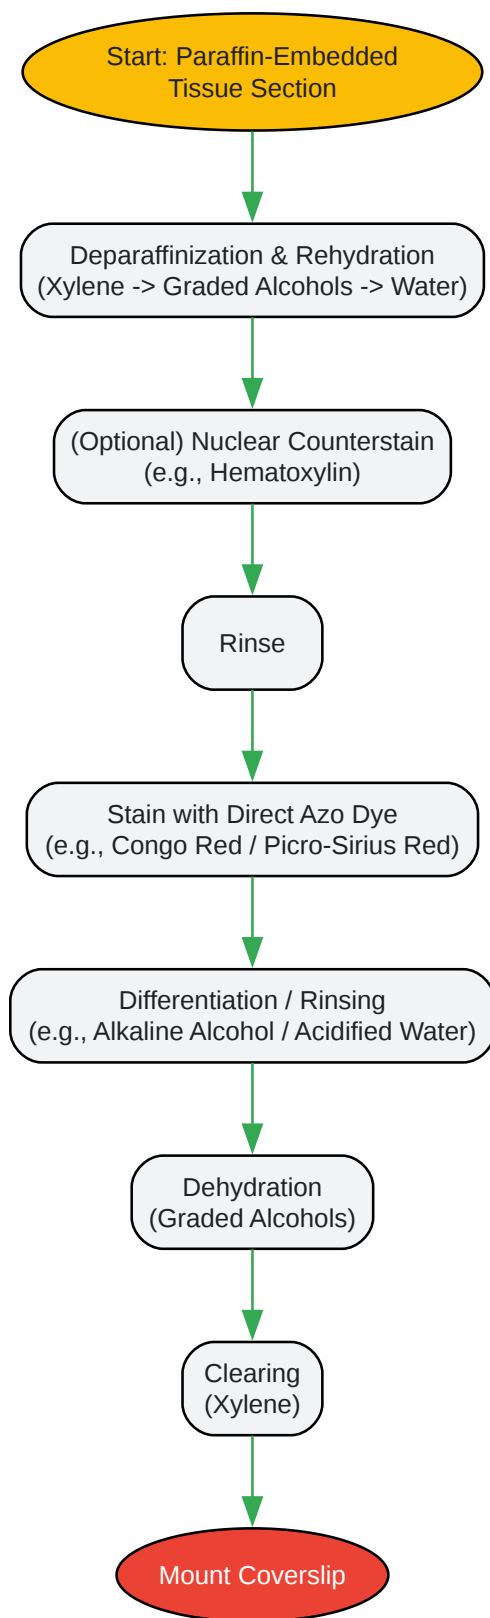 Start: Paraffin-Embedded
Tissue Section
Deparaffinization & Rehydration
(Xylene -> Graded Alcohols -> Water)
(Optional) Nuclear Counterstain
(e.g., Hematoxylin)
Rinse
Stain with Direct Azo Dye
(e.g., Congo Red / Picro-Sirius Red)
Differentiation / Rinsing
(e.g., Alkaline Alcohol / Acidified Water)
Dehydration
(Graded Alcohols)
Clearing
(Xylene)
Mount Coverslip